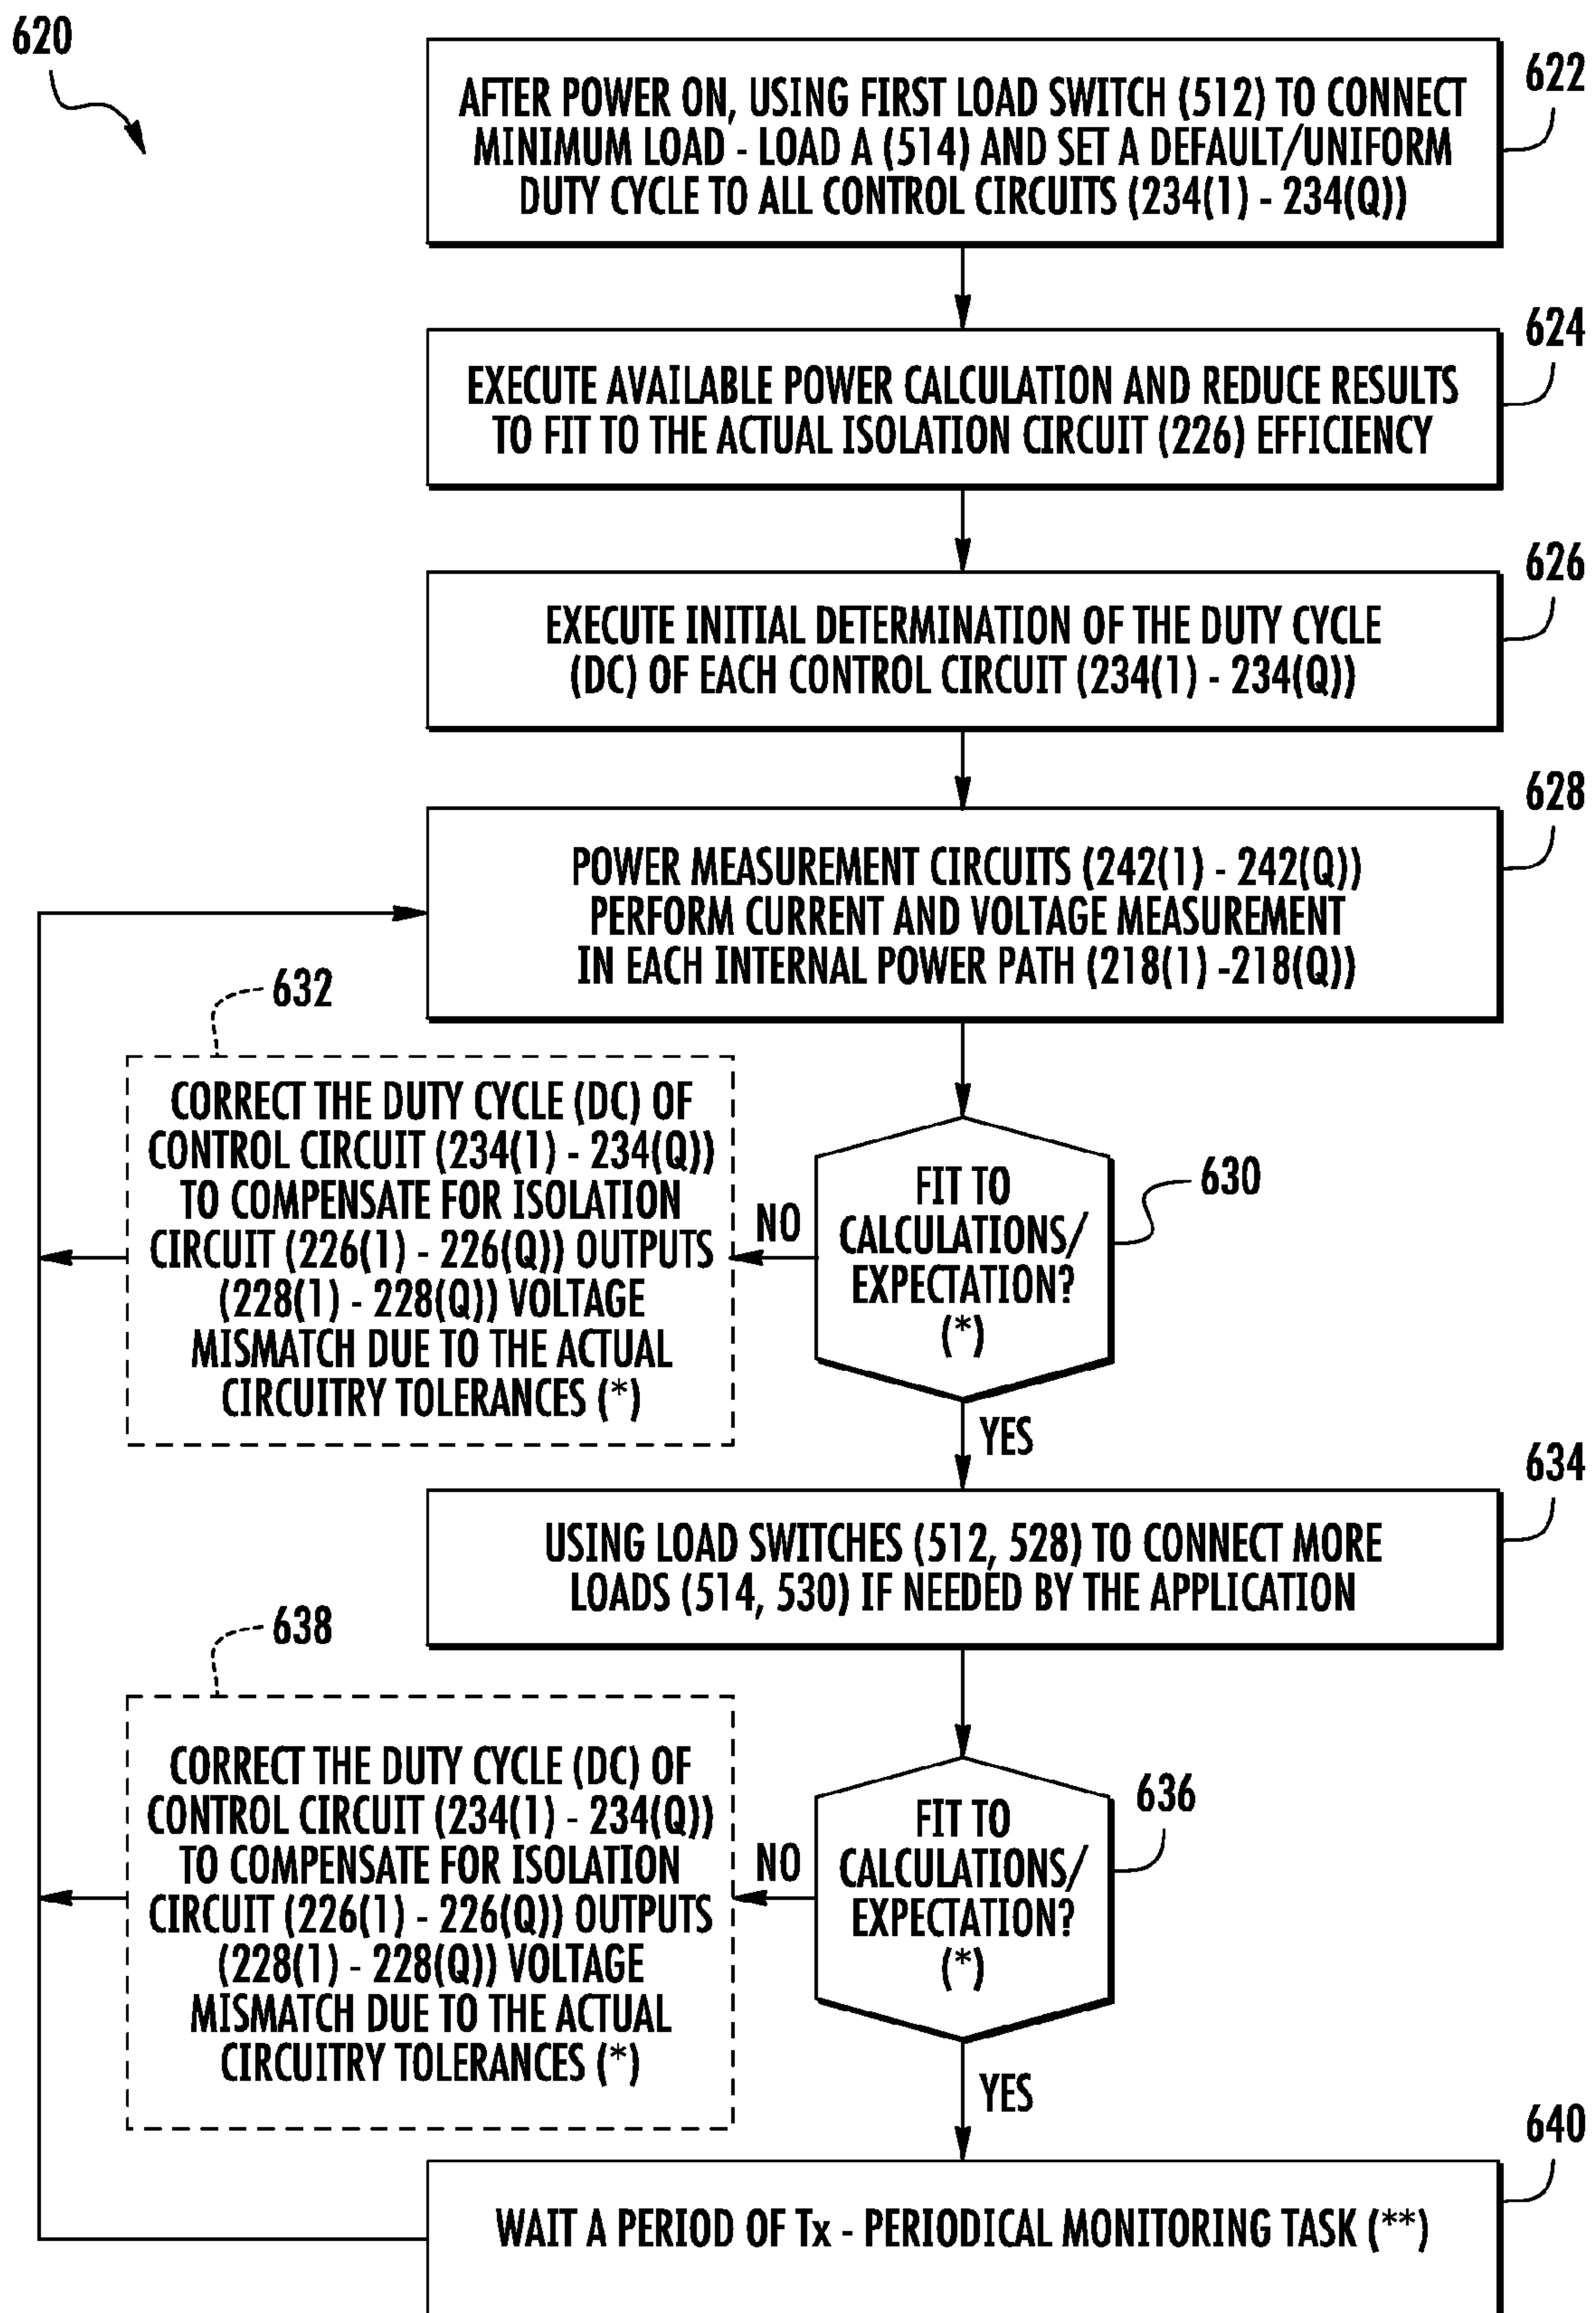 620
622
AFTER POWER ON, USING FIRST LOAD SWITCH (512) TO CONNECT
MINIMUM LOAD - LOAD A (514) AND SET A DEFAULT/UNIFORM
DUTY CYCLE TO ALL CONTROL CIRCUITS (234(1) - 234(Q))
624
EXECUTE AVAILABLE POWER CALCULATION AND REDUCE RESULTS
TO FIT TO THE ACTUAL ISOLATION CIRCUIT (226) EFFICIENCY
626
EXECUTE INITIAL DETERMINATION OF THE DUTY CYCLE
(DC) OF EACH CONTROL CIRCUIT (234(1) - 234(Q))
628
POWER MEASUREMENT CIRCUITS (242(1) - 242(Q))
PERFORM CURRENT AND VOLTAGE MEASUREMENT
IN EACH INTERNAL POWER PATH (218(1) -218(Q))
632
CORRECT THE DUTY CYCLE (DC) OF
CONTROL CIRCUIT (234(1) - 234(Q))
TO COMPENSATE FOR ISOLATION
CIRCUIT (226(1) - 226(Q)) OUTPUTS
(228(1) - 228(Q)) VOLTAGE
MISMATCH DUE TO THE ACTUAL
CIRCUITRY TOLERANCES (*)
NO
FIT TO
CALCULATIONS/
EXPECTATION?
(*)
630
YES
634
USING LOAD SWITCHES (512, 528) TO CONNECT MORE
LOADS (514, 530) IF NEEDED BY THE APPLICATION
638
CORRECT THE DUTY CYCLE (DC) OF
CONTROL CIRCUIT (234(1) - 234(Q))
TO COMPENSATE FOR ISOLATION
CIRCUIT (226(1) - 226(Q)) OUTPUTS
(228(1) - 228(Q)) VOLTAGE
MISMATCH DUE TO THE ACTUAL
CIRCUITRY TOLERANCES (*)
NO
FIT TO
CALCULATIONS/
EXPECTATION?
(*)
636
YES
640
WAIT A PERIOD OF Tx - PERIODICAL MONITORING TASK (**)